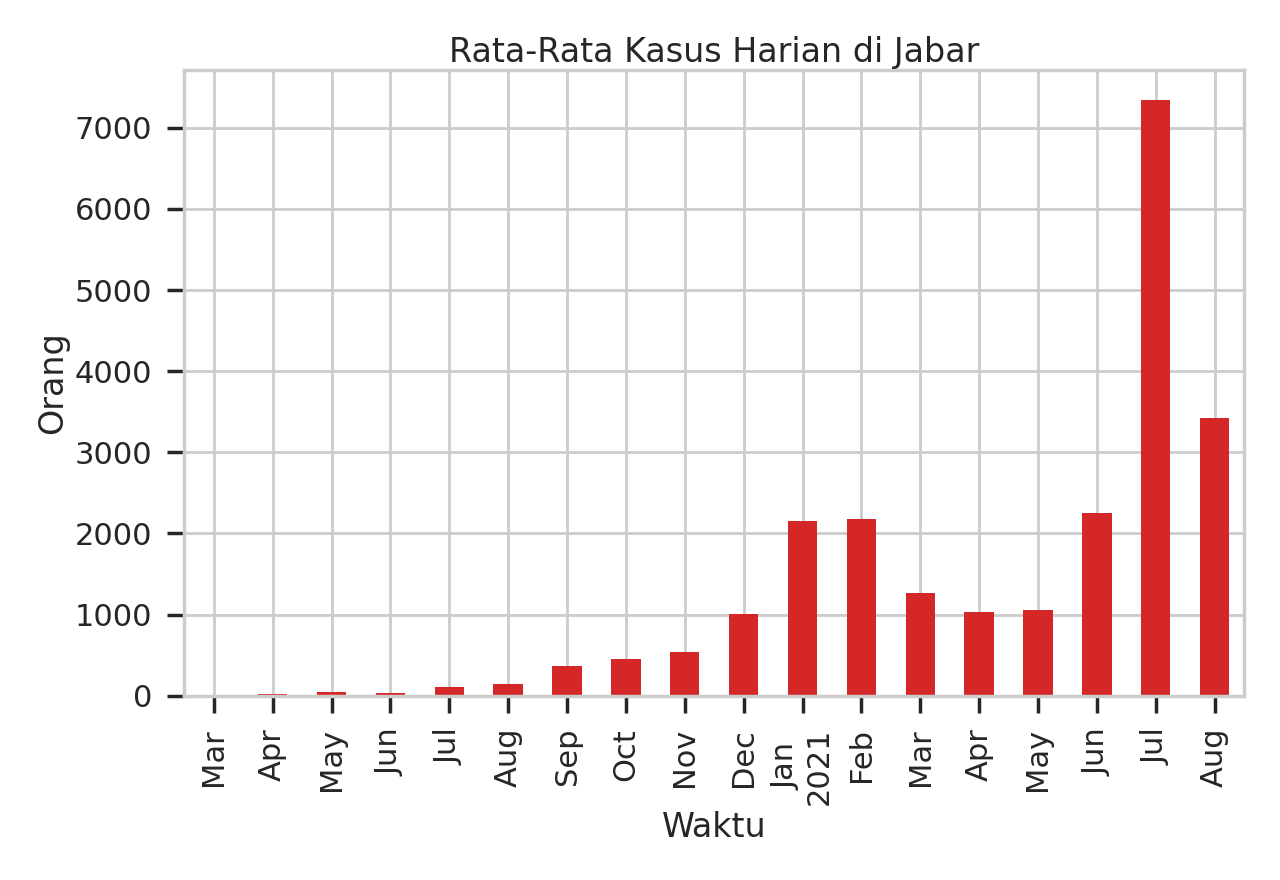 Rata-Rata Kasus Harian di Jabar
7000
6000
5000
4000
3000
2000
1000
0
Orang
Mar
Apr
May
Jun
Jul
Aug
Sep
Oct
Nov
Dec
Jan
2021
Feb
Mar
Apr
May
Jun
Jul
Aug
Waktu